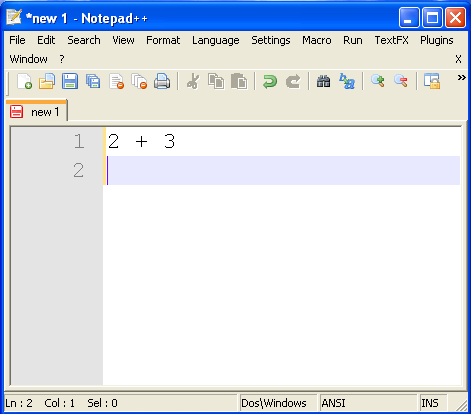 *new 1 - Notepad++
File Edit Search View Format Language Settings Macro Run TextFX Plugins
Window ? X
new 1
1 2 + 3
2
Ln : 2 Col : 1 Sel : 0 Dos\Windows ANSI INS